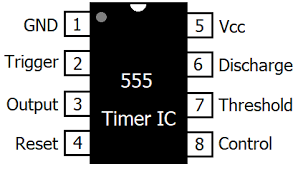 GND 1 5 Vcc
Trigger 2 555 6 Discharge
Output 3 7 Threshold
Timer IC
Reset 4 8 Control